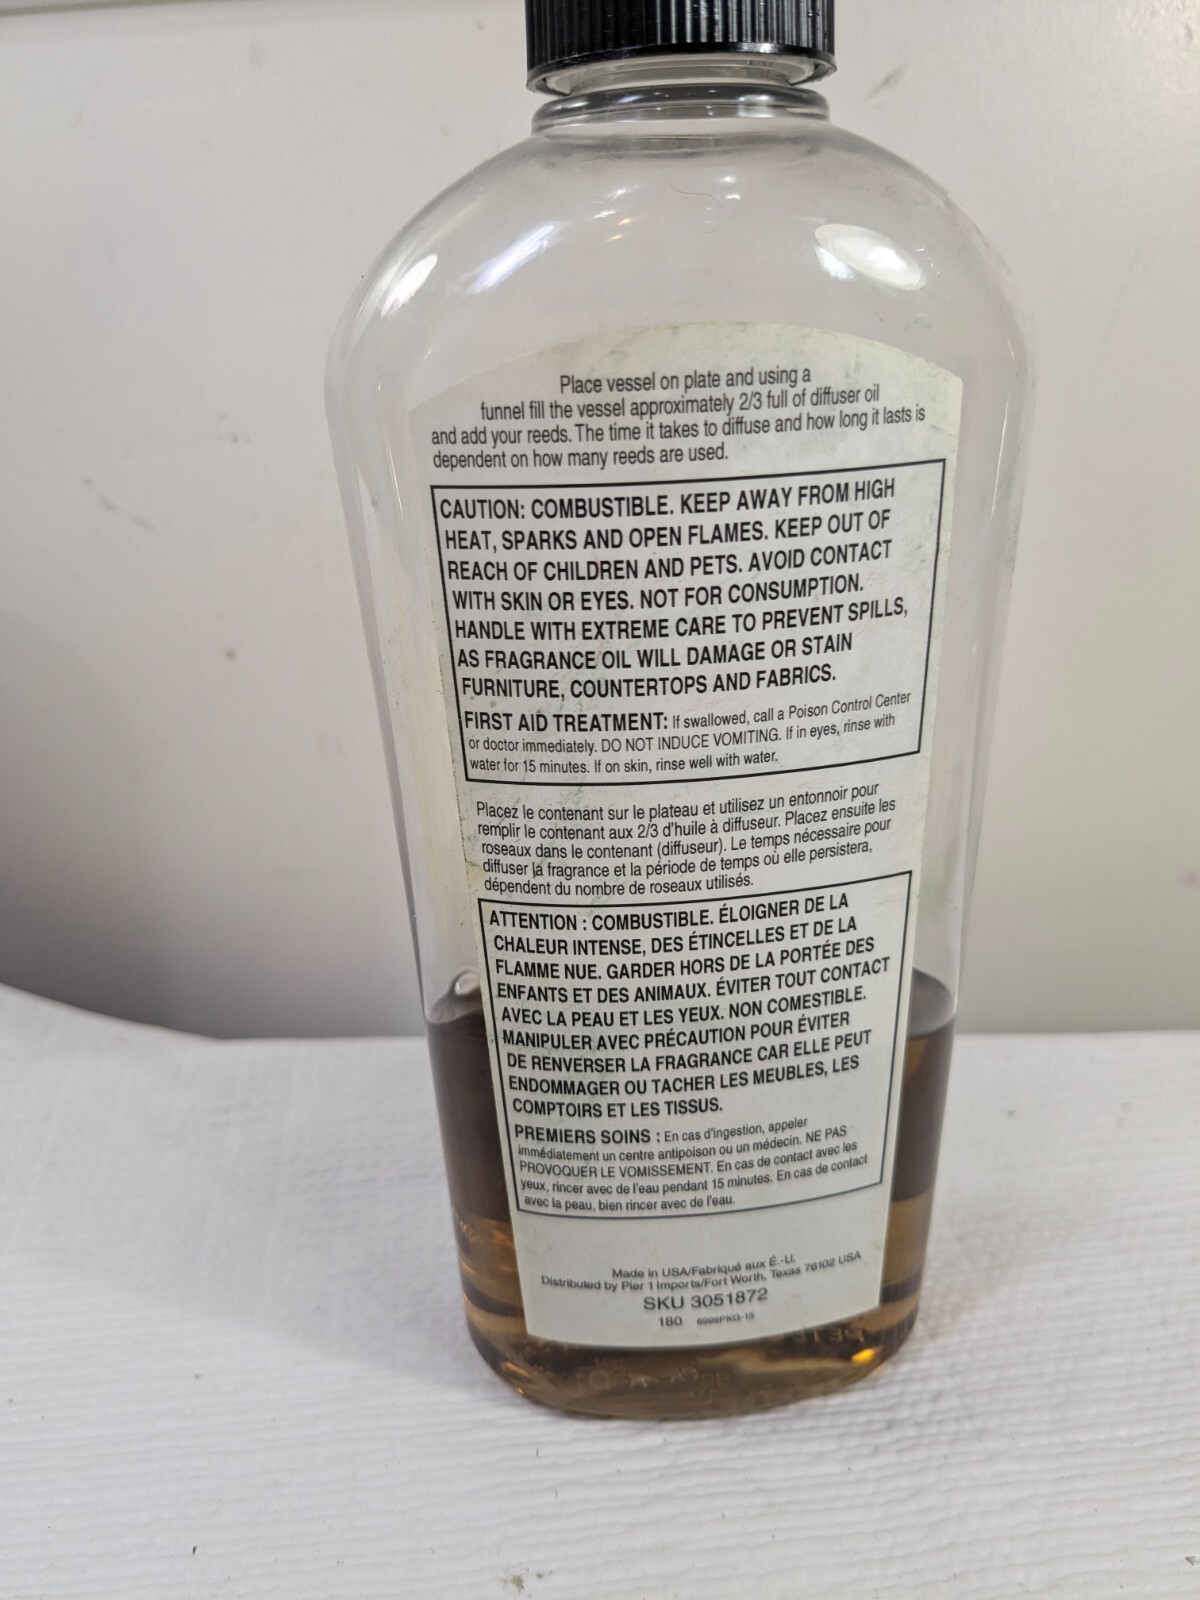 Place vessel on plate and using a
funnel fill the vessel approximately 2/3 full of diffuser oil
and add your reeds. The time it takes to diffuse and how long it lasts is
dependent on how many reeds are used.
CAUTION: COMBUSTIBLE. KEEP AWAY FROM HIGH
HEAT, SPARKS AND OPEN FLAMES. KEEP OUT OF
REACH OF CHILDREN AND PETS. AVOID CONTACT
WITH SKIN OR EYES. NOT FOR CONSUMPTION.
HANDLE WITH EXTREME CARE TO PREVENT SPILLS,
AS FRAGRANCE OIL WILL DAMAGE OR STAIN
FURNITURE, COUNTERTOPS AND FABRICS.
FIRST AID TREATMENT: If swallowed, call a Poison Control Center
or doctor immediately. DO NOT INDUCE VOMITING. If in eyes, rinse with
water for 15 minutes. If on skin, rinse well with water.
Placez le contenant sur le plateau et utilisez un entonnoir pour
remplir le contenant aux 2/3 d'huile à diffuseur. Placez ensuite les
roseaux dans le contenant (diffuseur). Le temps nécessaire pour
diffuser la fragrance et la période de temps où elle persistera,
dépendent du nombre de roseaux utilisés.
ATTENTION : COMBUSTIBLE. ÉLOIGNER DE LA
CHALEUR INTENSE, DES ÉTINCELLES ET DE LA
FLAMME NUE. GARDER HORS DE LA PORTÉE DES
ENFANTS ET DES ANIMAUX. ÉVITER TOUT CONTACT
AVEC LA PEAU ET LES YEUX. NON COMESTIBLE.
MANIPULER AVEC PRÉCAUTION POUR ÉVITER
DE RENVERSER LA FRAGRANCE CAR ELLE PEUT
ENDOMMAGER OU TACHER LES MEUBLES, LES
COMPTOIRS ET LES TISSUS.
PREMIERS SOINS : En cas d'ingestion, appeler
immédiatement un centre antipoison ou un médecin. NE PAS
PROVOQUER LE VOMISSEMENT. En cas de contact avec les
yeux, rincer avec de l'eau pendant 15 minutes. En cas de contact
avec la peau, bien rincer avec de l'eau.
Made in USA/Fabriqué aux É.-U.
Distributed by Pier 1 Imports/Fort Worth, Texas 76102 USA
SKU 3051872
180 6999PKG-15